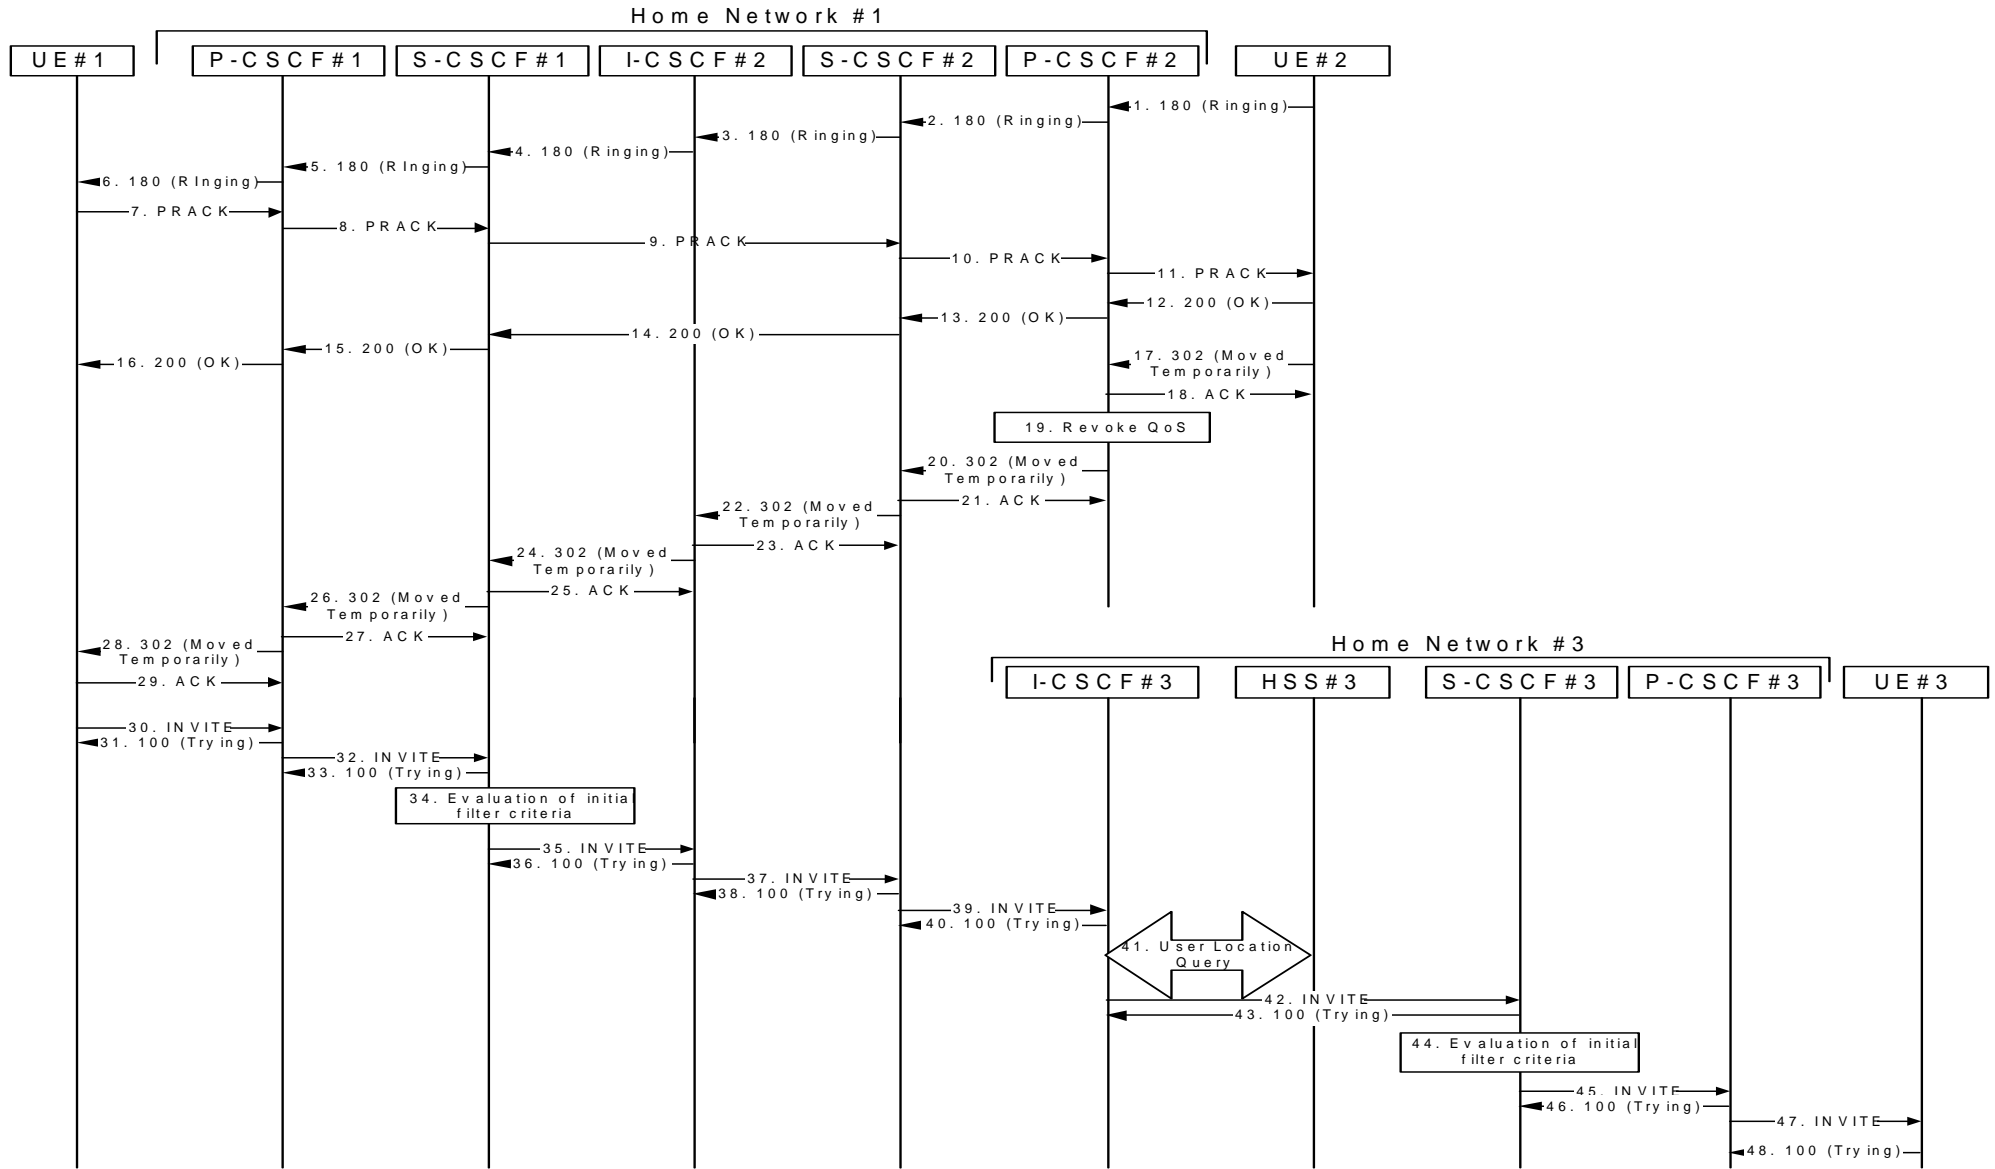 Home Network #1
UE#1
P-CSCF#1
S-CSCF#1
I-CSCF#2
S-CSCF#2
P-CSCF#2
UE#2
1. 180 (Ringing)
2. 180 (Ringing)
3. 180 (Ringing)
4. 180 (Ringing)
5. 180 (RInging)
6. 180 (RInging)
7. PRACK
8. PRACK
9. PRACK
10. PRACK
11. PRACK
12. 200 (OK)
13. 200 (OK)
14. 200 (OK)
15. 200 (OK)
16. 200 (OK)
17. 302 (Moved
Temporarily)
18. ACK
19. Revoke QoS
20. 302 (Moved
Temporarily)
21. ACK
22. 302 (Moved
Temporarily)
23. ACK
24. 302 (Moved
Temporarily)
25. ACK
26. 302 (Moved
Temporarily)
27. ACK
28. 302 (Moved
Temporarily)
29. ACK
Home Network #3
I-CSCF#3
HSS#3
S-CSCF#3
P-CSCF#3
UE#3
30. INVITE
31. 100 (Trying)
32. INVITE
33. 100 (Trying)
34. Evaluation of initial
filter criteria
35. INVITE
36. 100 (Trying)
37. INVITE
38. 100 (Trying)
39. INVITE
40. 100 (Trying)
41. User Location
Query
42. INVITE
43. 100 (Trying)
44. Evaluation of initial
filter criteria
45. INVITE
46. 100 (Trying)
47. INVITE
48. 100 (Trying)